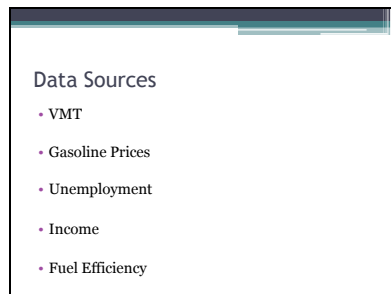 Data Sources
• VMT
• Gasoline Prices
• Unemployment
• Income
• Fuel Efficiency